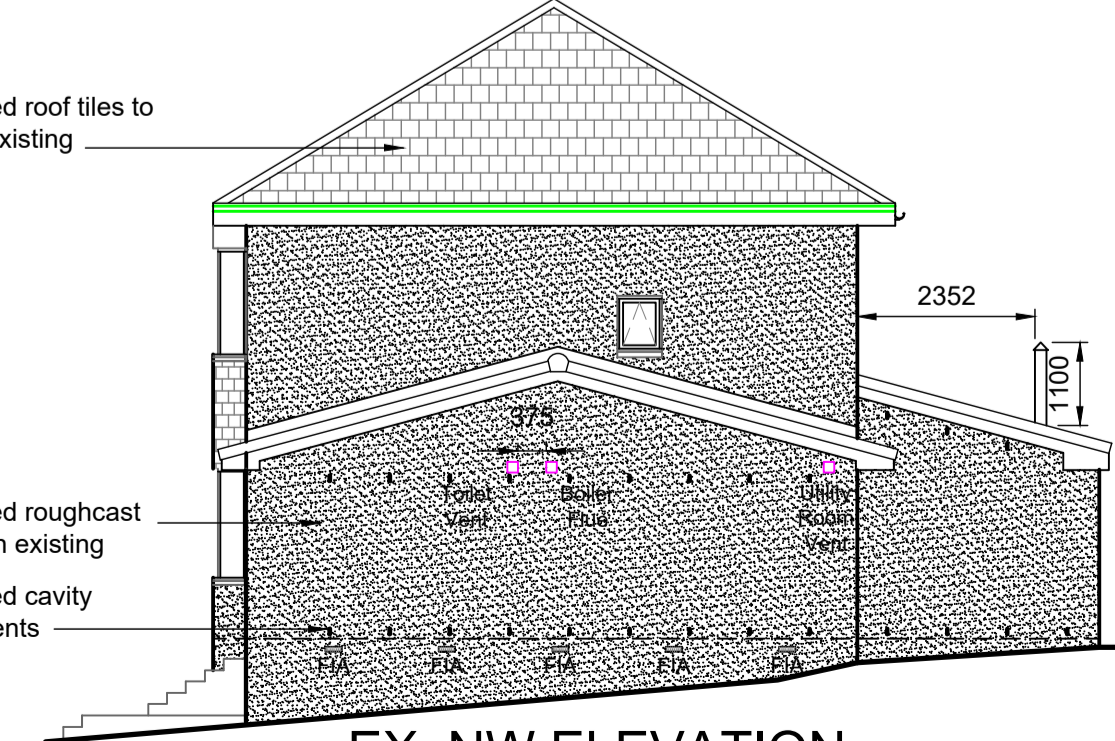 ed roof tiles to
existing
2352
1100
375
Toilet
Vent
Boiler
Flue
Utility
Room
Vent
ed roughcast
n existing
ed cavity
ents
FIA
FIA
FIA
FIA
FIA
EX. NW ELEVATION